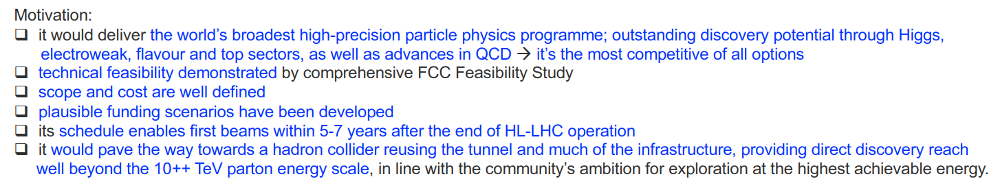 Motivation:
❑ it would deliver the world's broadest high-precision particle physics programme; outstanding discovery potential through Higgs,
electroweak, flavour and top sectors, as well as advances in QCD → it's the most competitive of all options
❑ technical feasibility demonstrated by comprehensive FCC Feasibility Study
❑ scope and cost are well defined
❑ plausible funding scenarios have been developed
❑ its schedule enables first beams within 5-7 years after the end of HL-LHC operation
❑ it would pave the way towards a hadron collider reusing the tunnel and much of the infrastructure, providing direct discovery reach
well beyond the 10++ TeV parton energy scale, in line with the community's ambition for exploration at the highest achievable energy.